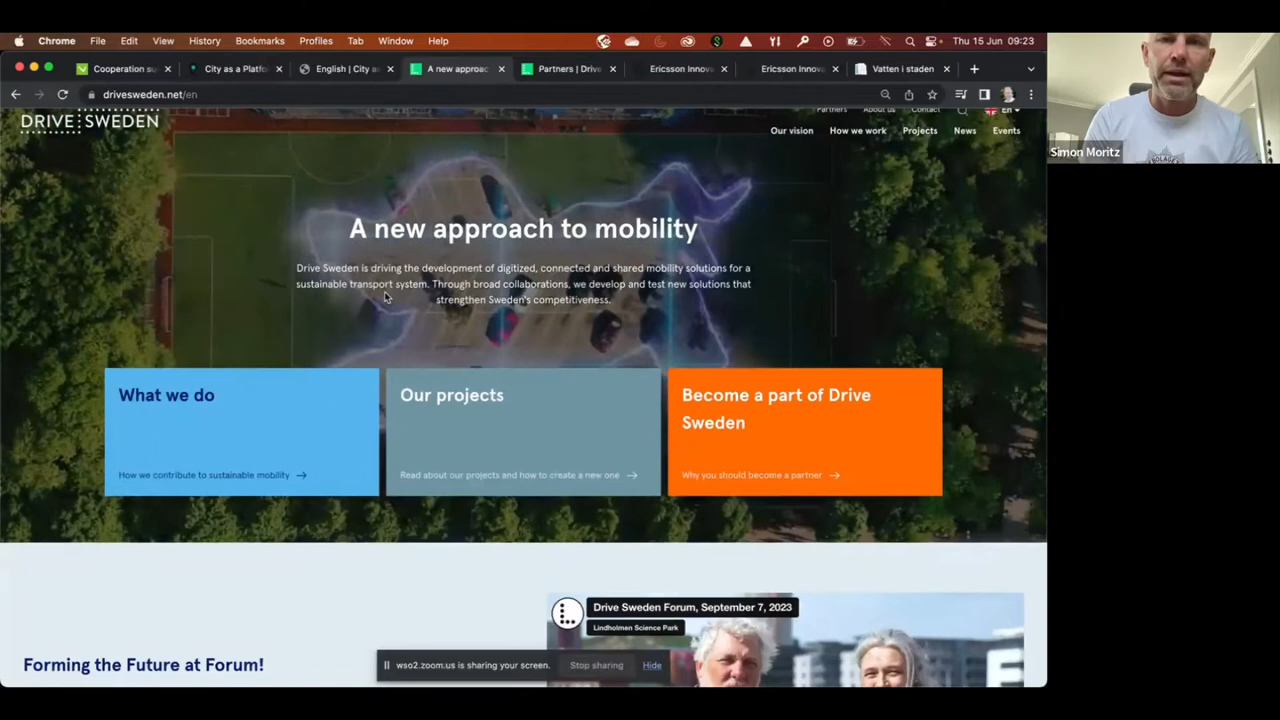 Chrome File Edit View History Bookmarks Profiles Tab Window Help Thu 15 Jun 09:23
Cooperation su City as a Platfo English | City as A new approac Partners | Drive Ericsson Innova Ericsson Innova Vatten i staden
drivesweden.net/en
Partners About us Contact En
DRIVE SWEDEN
Our vision How we work Projects News Events
Simon Moritz
A new approach to mobility
Drive Sweden is driving the development of digitized, connected and shared mobility solutions for a
sustainable transport system. Through broad collaborations, we develop and test new solutions that
strengthen Sweden's competitiveness.
What we do
How we contribute to sustainable mobility →
Our projects
Read about our projects and how to create a new one →
Become a part of Drive
Sweden
Why you should become a partner →
Drive Sweden Forum, September 7, 2023
Lindholmen Science Park
Forming the Future at Forum!
wso2.zoom.us is sharing your screen. Stop sharing Hide